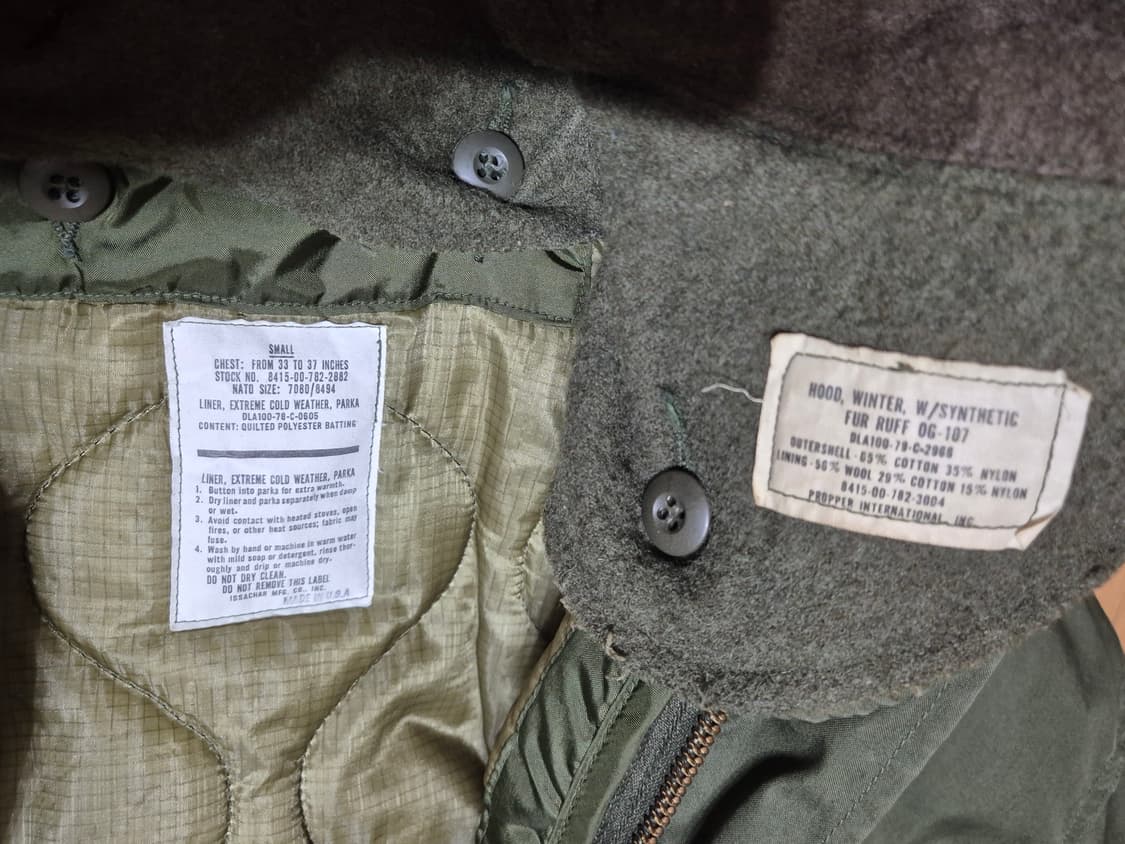 SMALL
CHEST: FROM 33 TO 37 INCHES
STOCK NO. 8415-00-782-2882
NATO SIZE: 7080/8494
LINER, EXTREME COLD WEATHER, PARKA
DLA100-78-C-0605
CONTENT: QUILTED POLYESTER BATTING
LINER, EXTREME COLD WEATHER, PARKA
1. Button into parka for extra warmth.
2. Dry liner and parka separately when damp
or wet.
3. Avoid contact with heated stoves, open
fires, or other heat sources; fabric may
fuse.
4. Wash by hand or machine in warm water
with mild soap or detergent, rinse thor-
oughly and drip or machine dry.
DO NOT DRY CLEAN.
DO NOT REMOVE THIS LABEL
ISSACHAR MFG. CO., INC.
MADE IN U.S.A
HOOD, WINTER, W/SYNTHETIC
FUR RUFF OG-107
DLA100-79-C-2966
OUTERSHELL-65% COTTON 35% NYLON
LINING-56% WOOL 29% COTTON 15% NYLON
8415-00-782-3004
PROPPER INTERNATIONAL, INC.